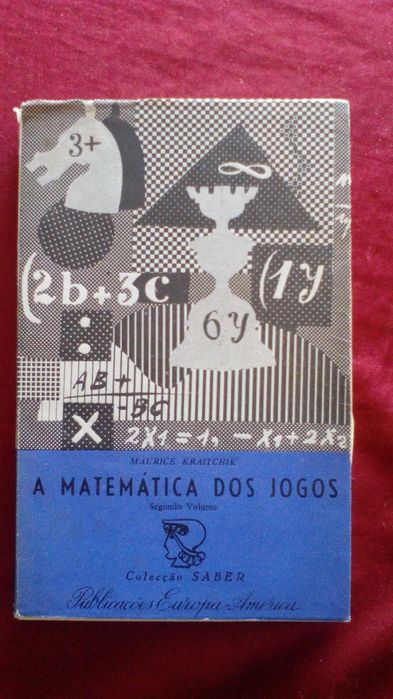 3+
∞
(2b+3C
(1y
6y
AB+
-BC
X
2X1=1, -X1+2X2
MAURICE KRAITCHIK
A MATEMÁTICA DOS JOGOS
Segundo Volume
Colecção SABER
Publicações Europa-América